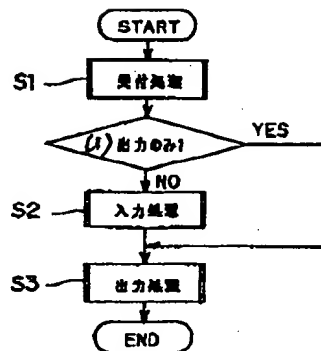 START
S1
受付処理
(1)出力のみ?
YES
NO
S2
入力処理
S3
出力処理
END